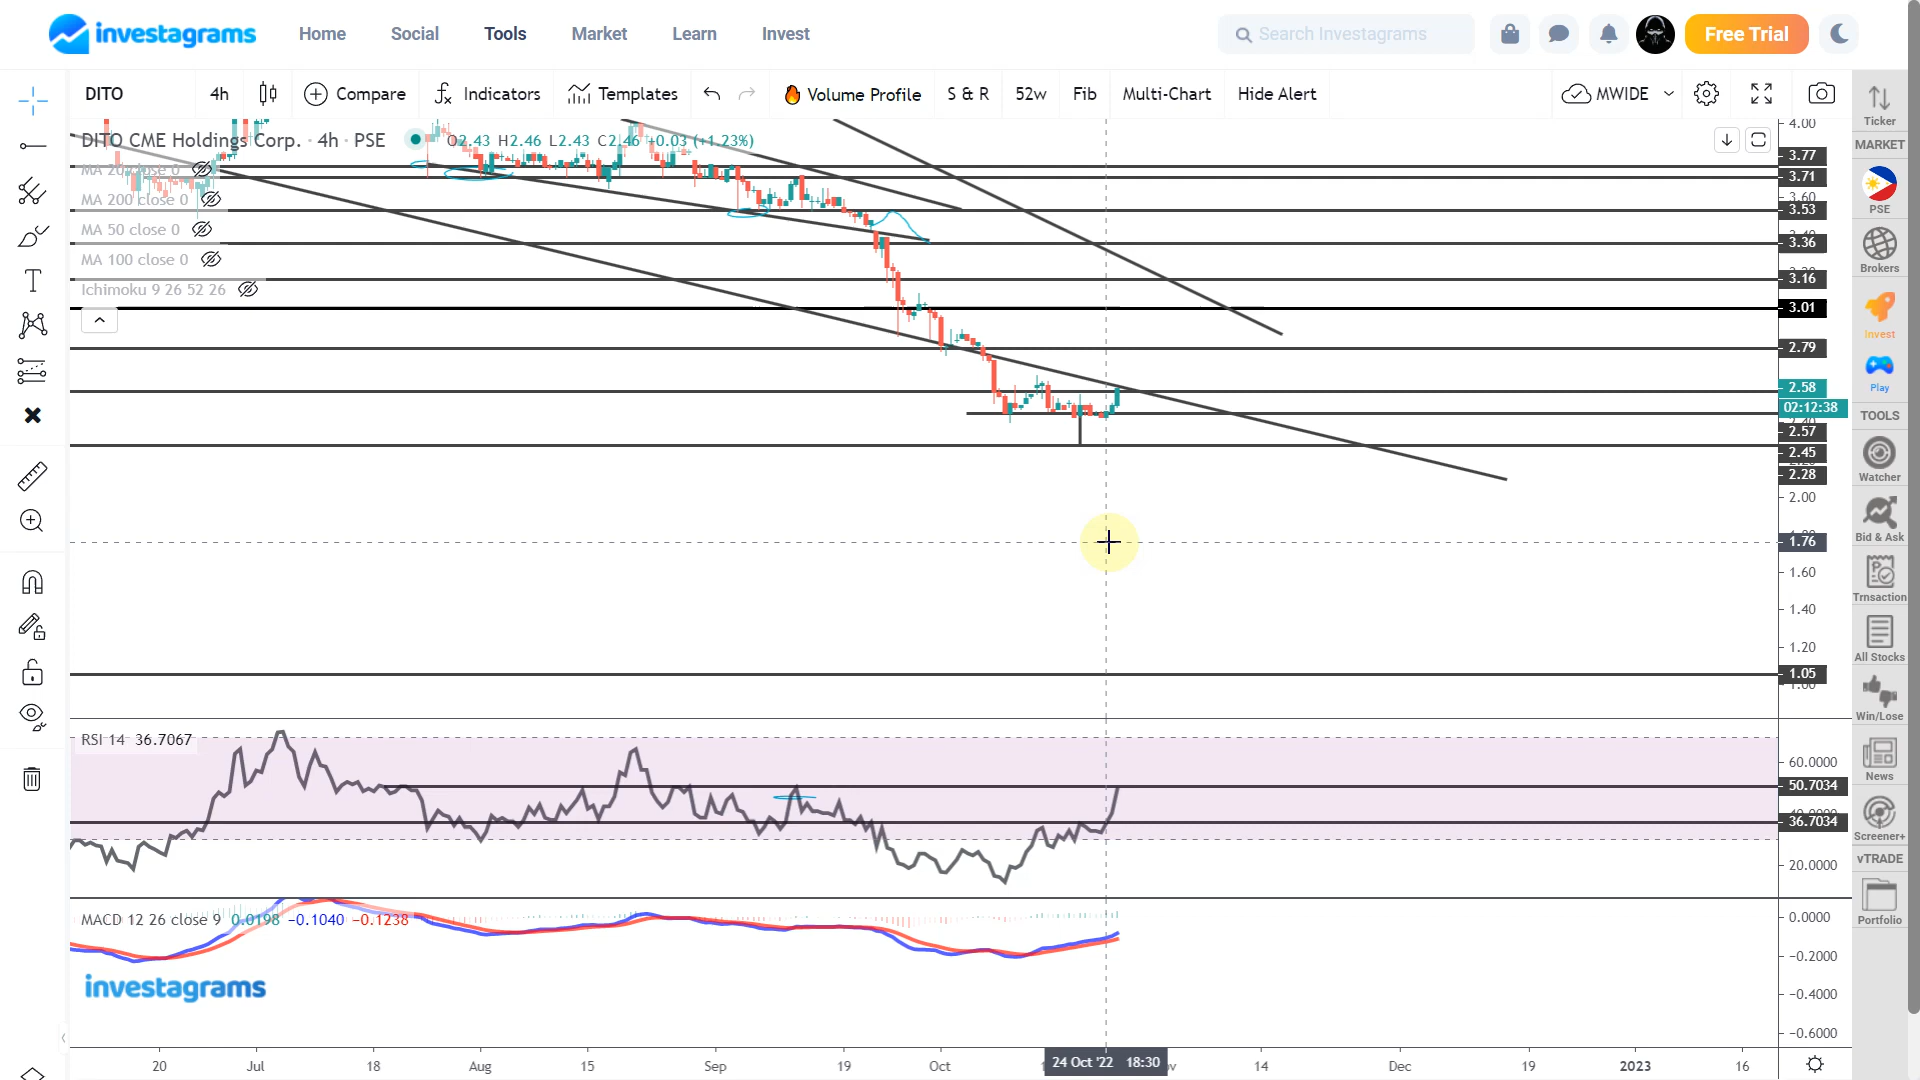 investagrams
Home Social Tools Market Learn Invest
Search Investagrams
Free Trial
DITO 4h Compare Indicators Templates Volume Profile S & R 52w Fib Multi-Chart Hide Alert MWIDE
DITO CME Holdings Corp. · 4h · PSE O2.43 H2.46 L2.43 C2.46 +0.03 (+1.23%)
MA 20 close 0
MA 200 close 0
MA 50 close 0
MA 100 close 0
Ichimoku 9 26 52 26
4.00
3.77
3.71
3.60
3.53
3.36
3.16
3.01
2.79
2.58
02:12:38
2.57
2.45
2.28
2.00
1.76
1.60
1.40
1.20
1.05
1.00
RSI 14 36.7067
60.0000
50.7034
36.7034
20.0000
MACD 12 26 close 9 0.0198 −0.1040 −0.1238
0.0000
−0.2000
−0.4000
−0.6000
investagrams
20 Jul 18 Aug 15 Sep 19 Oct 24 Oct '22 18:30 14 Dec 19 2023 16
Ticker
MARKET
PSE
Brokers
Invest
Play
TOOLS
Watcher
Bid & Ask
Trnsaction
All Stocks
Win/Lose
News
Screener+
vTRADE
Portfolio